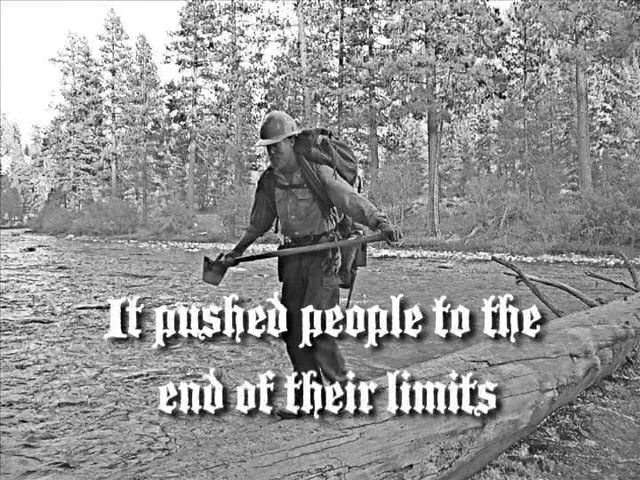 It pushed people to the
end of their limits